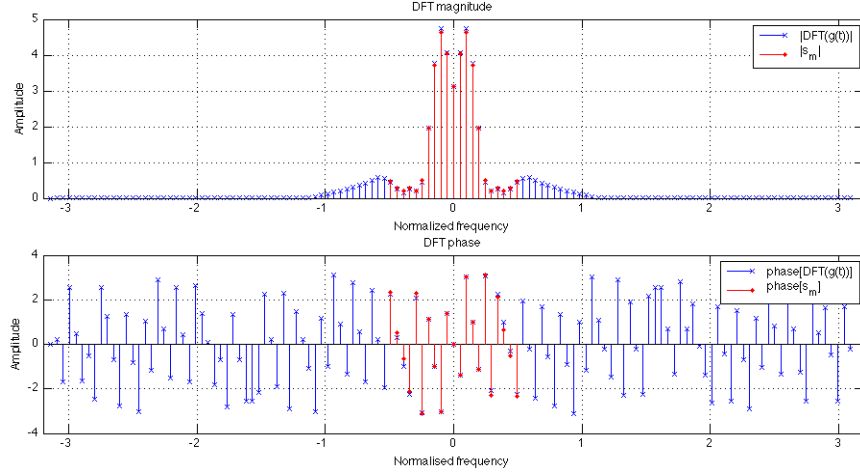 DFT magnitude
5
4
3
2
1
0
Amplitude
|DFT(g(t))|
|s_m|
-3
-2
-1
0
1
2
3
Normalized frequency
DFT phase
4
2
0
-2
-4
Amplitude
phase[DFT(g(t))]
phase[s_m]
-3
-2
-1
0
1
2
3
Normalised frequency